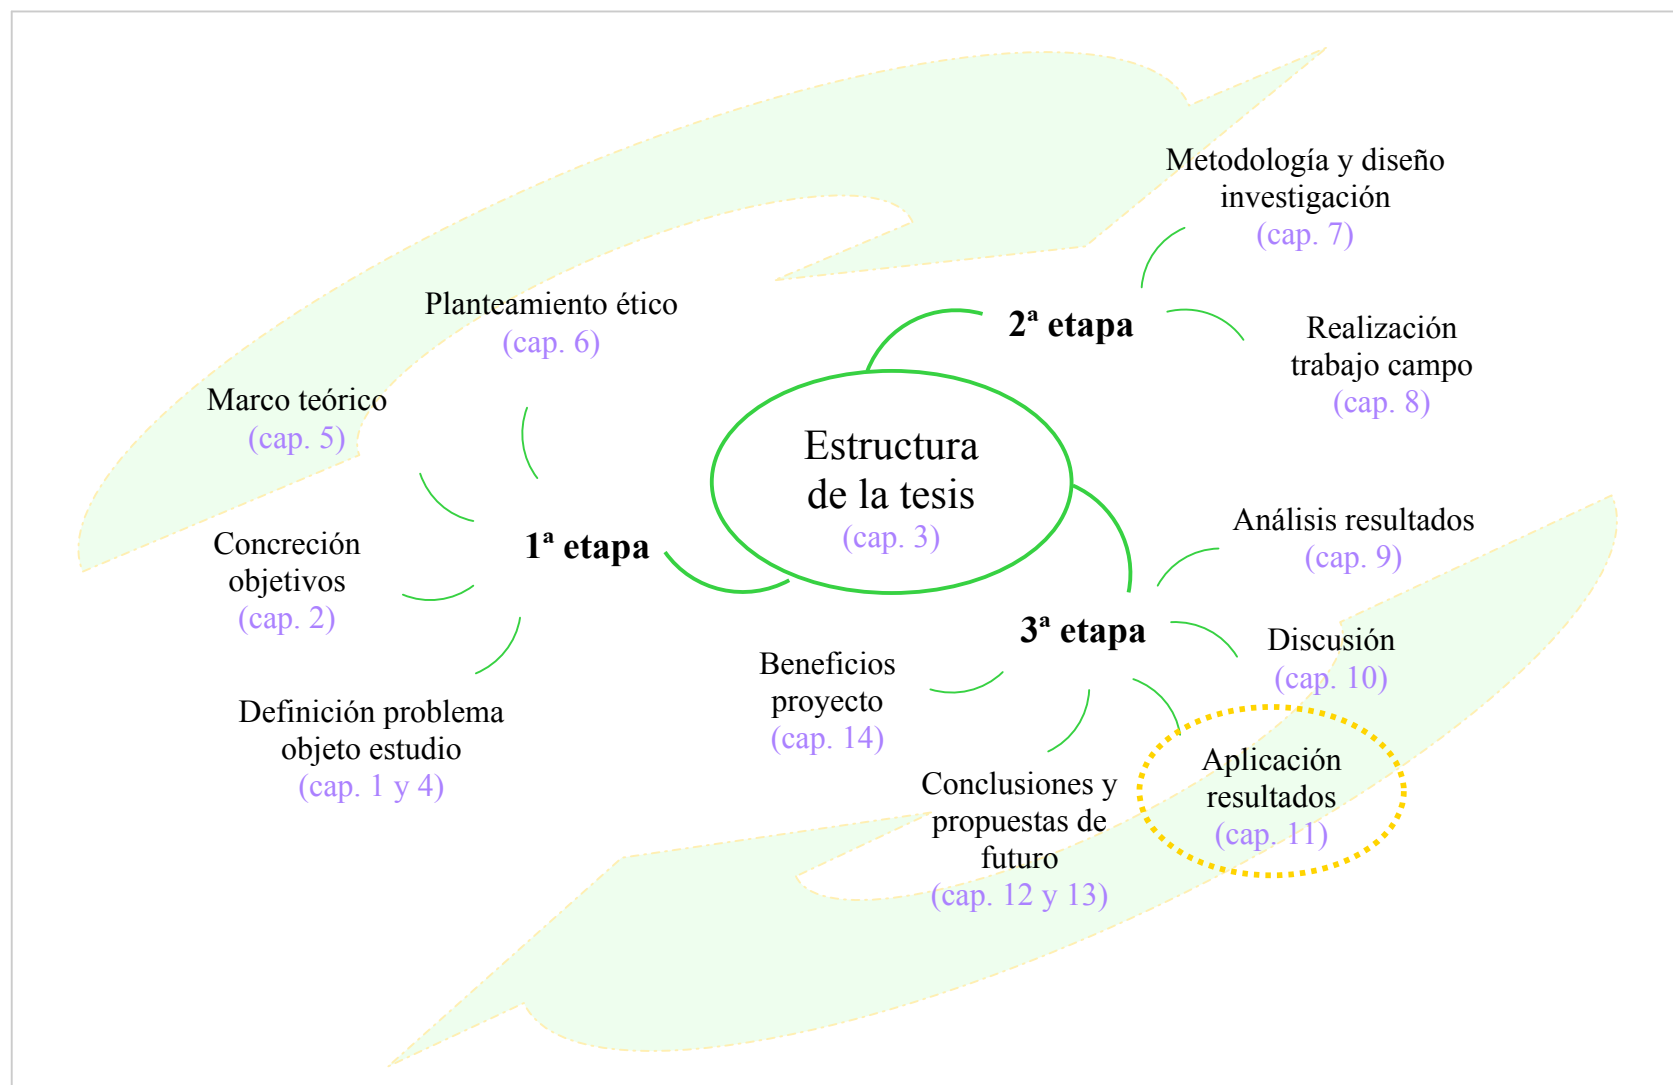 Estructura
de la tesis
(cap. 3)
1ª etapa
Definición problema
objeto estudio
(cap. 1 y 4)
Concreción
objetivos
(cap. 2)
Marco teórico
(cap. 5)
Planteamiento ético
(cap. 6)
2ª etapa
Metodología y diseño
investigación
(cap. 7)
Realización
trabajo campo
(cap. 8)
3ª etapa
Análisis resultados
(cap. 9)
Discusión
(cap. 10)
Aplicación
resultados
(cap. 11)
Conclusiones y
propuestas de
futuro
(cap. 12 y 13)
Beneficios
proyecto
(cap. 14)